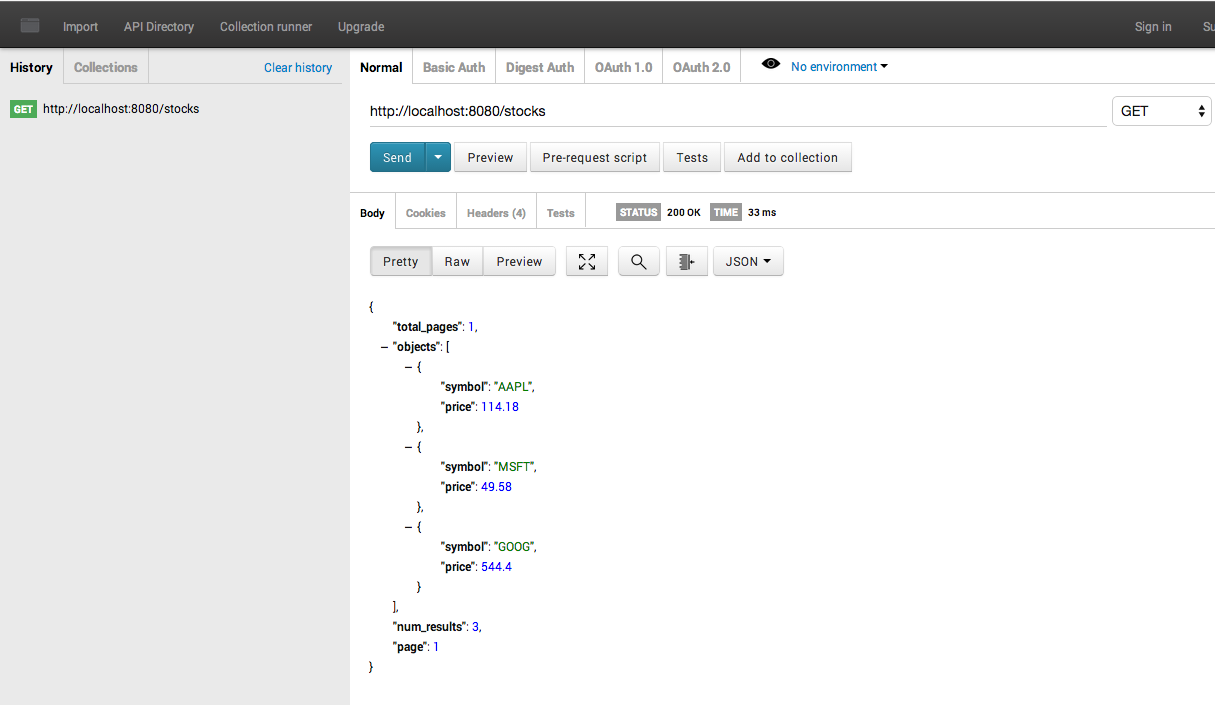 Import API Directory Collection runner Upgrade Sign in Su
History Collections Clear history Normal Basic Auth Digest Auth OAuth 1.0 OAuth 2.0 No environment
GET http://localhost:8080/stocks
http://localhost:8080/stocks GET
Send Preview Pre-request script Tests Add to collection
Body Cookies Headers (4) Tests STATUS 200 OK TIME 33 ms
Pretty Raw Preview JSON
{
"total_pages": 1,
– "objects": [
– {
"symbol": "AAPL",
"price": 114.18
},
– {
"symbol": "MSFT",
"price": 49.58
},
– {
"symbol": "GOOG",
"price": 544.4
}
],
"num_results": 3,
"page": 1
}